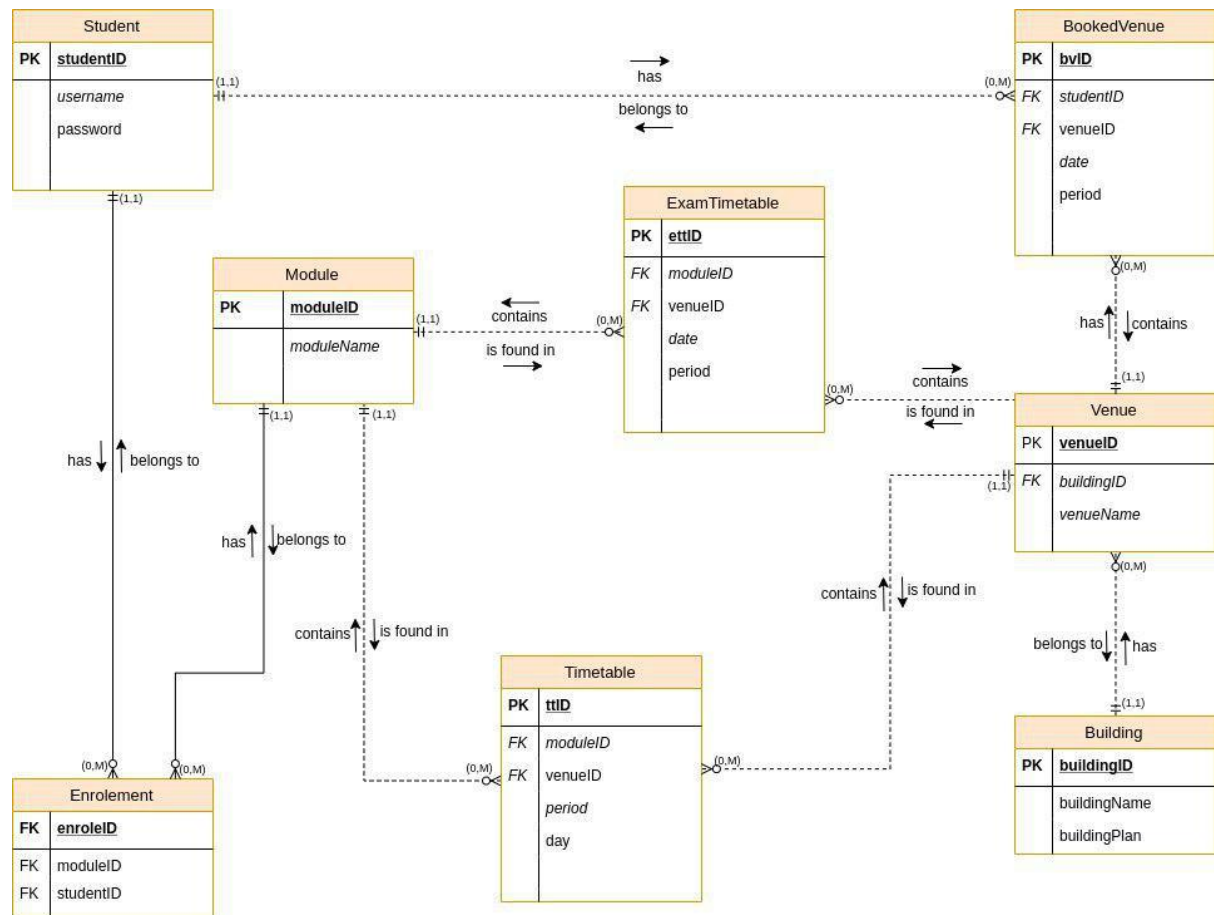 Student
PK studentID
username
password
(1,1)
has
belongs to
(0,M)
BookedVenue
PK bvID
FK studentID
FK venueID
date
period
(1,1)
(0,M)
ExamTimetable
PK ettID
FK moduleID
FK venueID
date
period
Module
PK moduleID
moduleName
(1,1)
contains
is found in
(0,M)
has
contains
(1,1)
(0,M)
contains
is found in
Venue
PK venueID
FK buildingID
venueName
(1,1)
(0,M)
(1,1)
(1,1)
has
belongs to
has
belongs to
contains
is found in
contains
is found in
belongs to
has
(1,1)
Timetable
PK ttID
FK moduleID
FK venueID
period
day
(0,M)
(0,M)
Building
PK buildingID
buildingName
buildingPlan
(0,M)
(0,M)
Enrolement
FK enroleID
FK moduleID
FK studentID